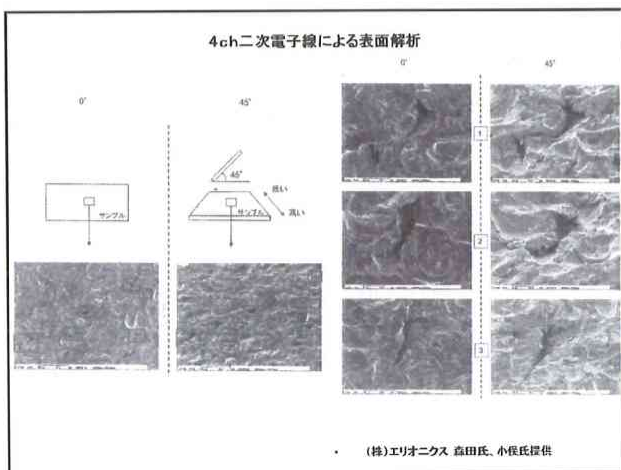 4ch二次電子線による表面解析
0°
45°
45°
低い
高い
サンプル
サンプル
0°
45°
1
2
3
・ (株)エリオニクス 森田氏、小俣氏提供